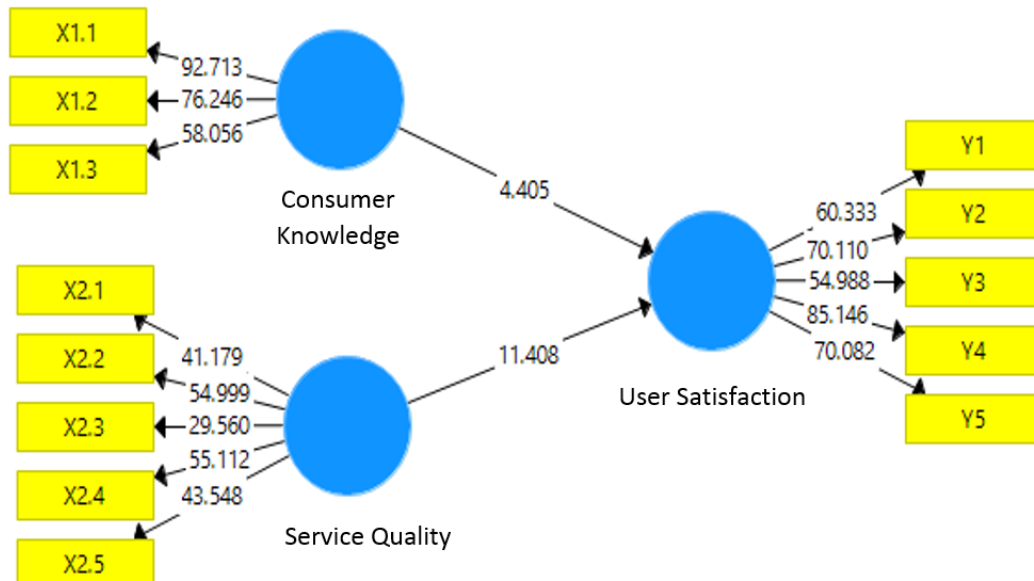 X1.1
92.713
X1.2
76.246
58.056
X1.3
Consumer
Knowledge
4.405
X2.1
41.179
X2.2
54.999
X2.3
29.560
55.112
X2.4
43.548
X2.5
Service Quality
11.408
User Satisfaction
Y1
60.333
Y2
70.110
54.988
Y3
85.146
Y4
70.082
Y5